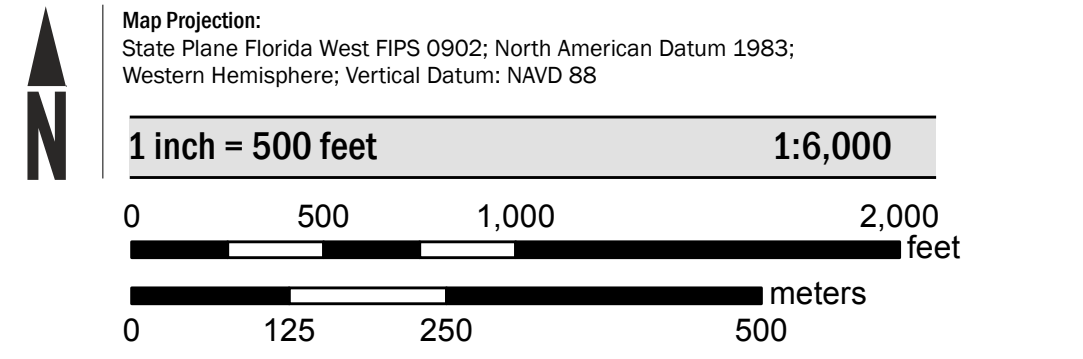 N
Map Projection:
State Plane Florida West FIPS 0902; North American Datum 1983;
Western Hemisphere; Vertical Datum: NAVD 88
1 inch = 500 feet 1:6,000
0 500 1,000 2,000
feet
meters
0 125 250 500